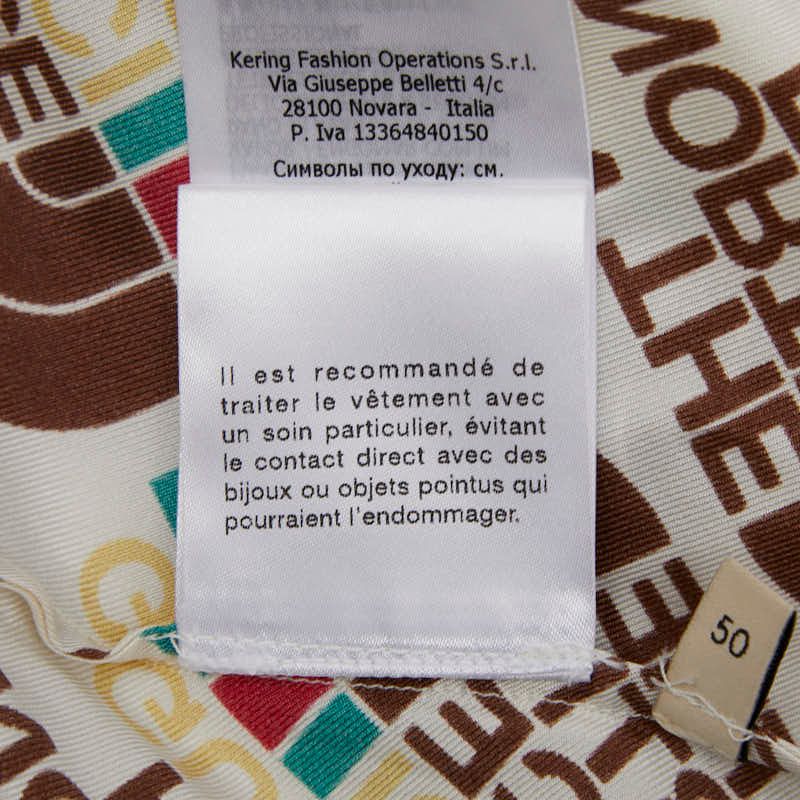 Kering Fashion Operations S.r.l.
Via Giuseppe Belletti 4/c
28100 Novara - Italia
P. Iva 13364840150
Символы по уходу: см.
Il est recommandé de
traiter le vêtement avec
un soin particulier, évitant
le contact direct avec des
bijoux ou objets pointus qui
pourraient l'endommager.
50